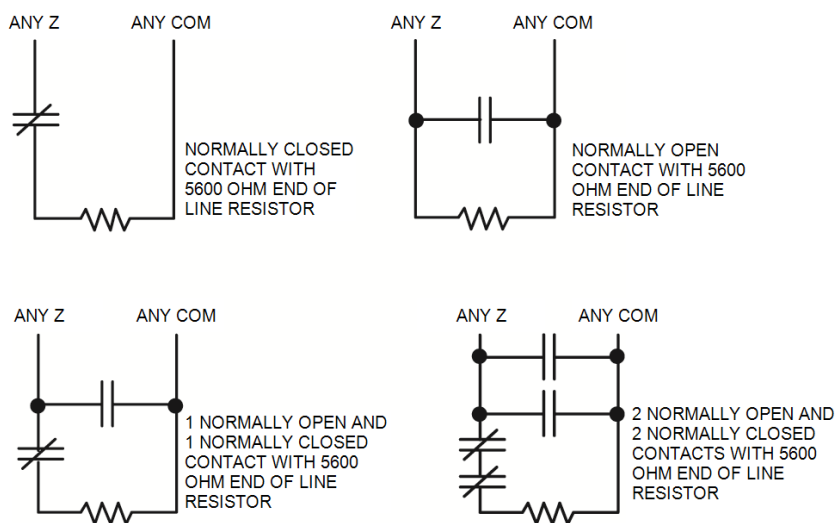 ANY Z
ANY COM
NORMALLY CLOSED
CONTACT WITH
5600 OHM END OF
LINE RESISTOR
ANY Z
ANY COM
NORMALLY OPEN
CONTACT WITH 5600
OHM END OF LINE
RESISTOR
ANY Z
ANY COM
1 NORMALLY OPEN AND
1 NORMALLY CLOSED
CONTACT WITH 5600
OHM END OF LINE
RESISTOR
ANY Z
ANY COM
2 NORMALLY OPEN AND
2 NORMALLY CLOSED
CONTACTS WITH 5600
OHM END OF LINE
RESISTOR